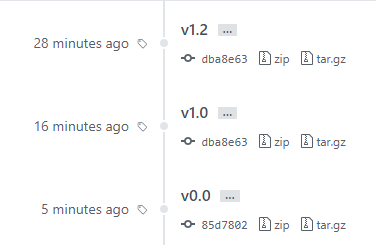 v1.2 ...
28 minutes ago
dba8e63 zip tar.gz
v1.0 ...
16 minutes ago
dba8e63 zip tar.gz
v0.0 ...
5 minutes ago
85d7802 zip tar.gz